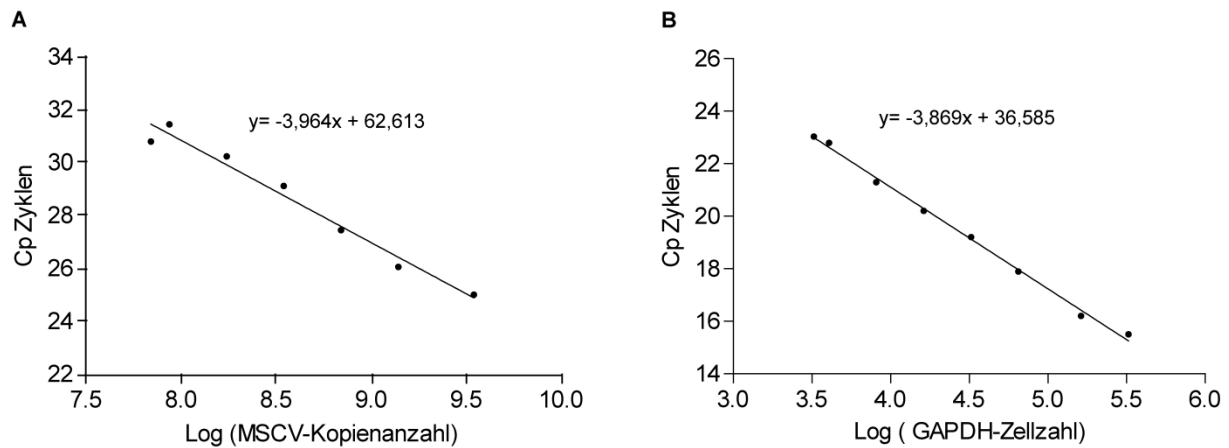 A
34
32
30
28
26
24
22
Cp Zyklen
y= -3,964x + 62,613
7.5 8.0 8.5 9.0 9.5 10.0
Log (MSCV-Kopienanzahl)
B
26
24
22
20
18
16
14
Cp Zyklen
y= -3,869x + 36,585
3.0 3.5 4.0 4.5 5.0 5.5 6.0
Log ( GAPDH-Zellzahl)